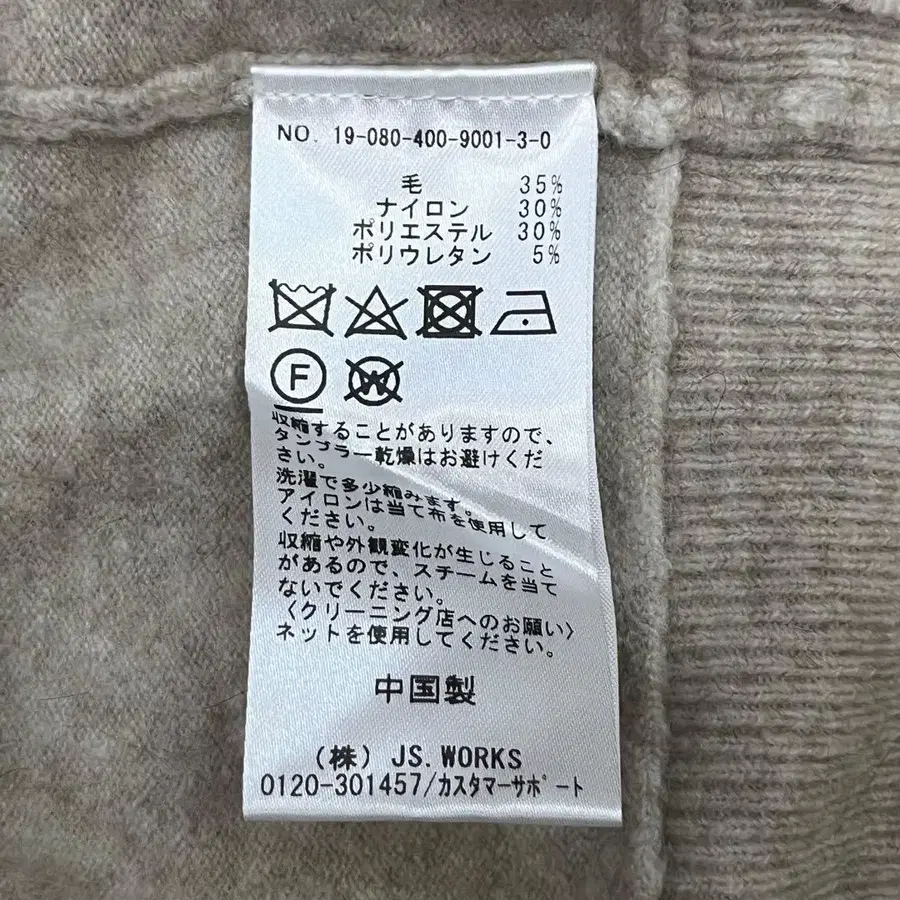 NO. 19-080-400-9001-3-0
毛 35%
ナイロン 30%
ポリエステル 30%
ポリウレタン 5%
F W
収縮することがありますので、
タンブラー乾燥はお避けくだ
さい。
洗濯で多少縮みます。
アイロンは当て布を使用して
ください。
収縮や外観変化が生じること
があるので、スチームを当て
ないでください。
〈クリーニング店へのお願い〉
ネットを使用してください。
中国製
(株) JS.WORKS
0120-301457/カスタマーサポート